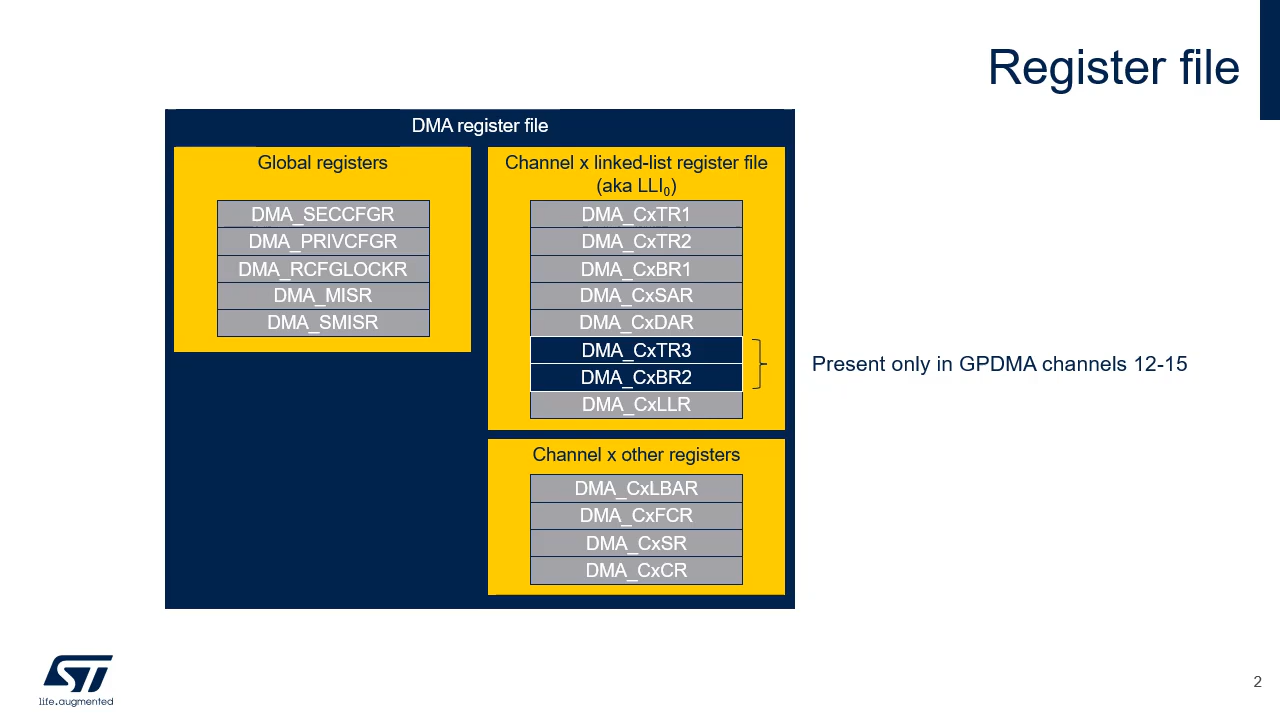 Register file
DMA register file
Global registers
DMA_SECCFGR
DMA_PRIVCFGR
DMA_RCFGLOCKR
DMA_MISR
DMA_SMISR
Channel x linked-list register file
(aka LLI₀)
DMA_CxTR1
DMA_CxTR2
DMA_CxBR1
DMA_CxSAR
DMA_CxDAR
DMA_CxTR3
DMA_CxBR2
DMA_CxLLR
Present only in GPDMA channels 12-15
Channel x other registers
DMA_CxLBAR
DMA_CxFCR
DMA_CxSR
DMA_CxCR
ST
life.augmented
2